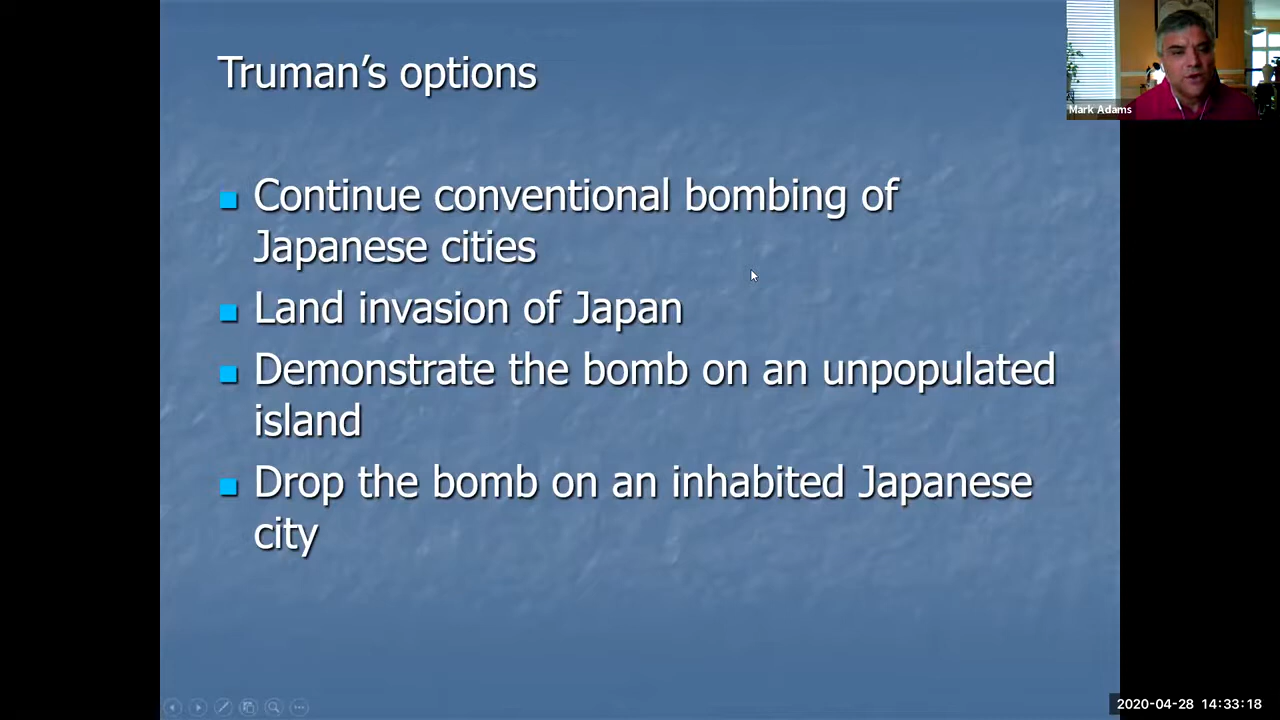 Truman's options
Mark Adams
■ Continue conventional bombing of
Japanese cities
■ Land invasion of Japan
■ Demonstrate the bomb on an unpopulated
island
■ Drop the bomb on an inhabited Japanese
city
2020-04-28 14:33:18